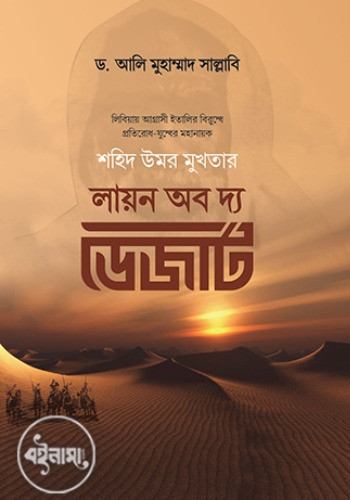 ড. আলি মুহাম্মাদ সাল্লাবি
লিবিয়ায় আগ্রাসী ইতালির বিরুদ্ধে
প্রতিরোধ-যুদ্ধের মহানায়ক
শহিদ উমর মুখতার
লায়ন অব দ্য
ডেজার্ট
বইনামা